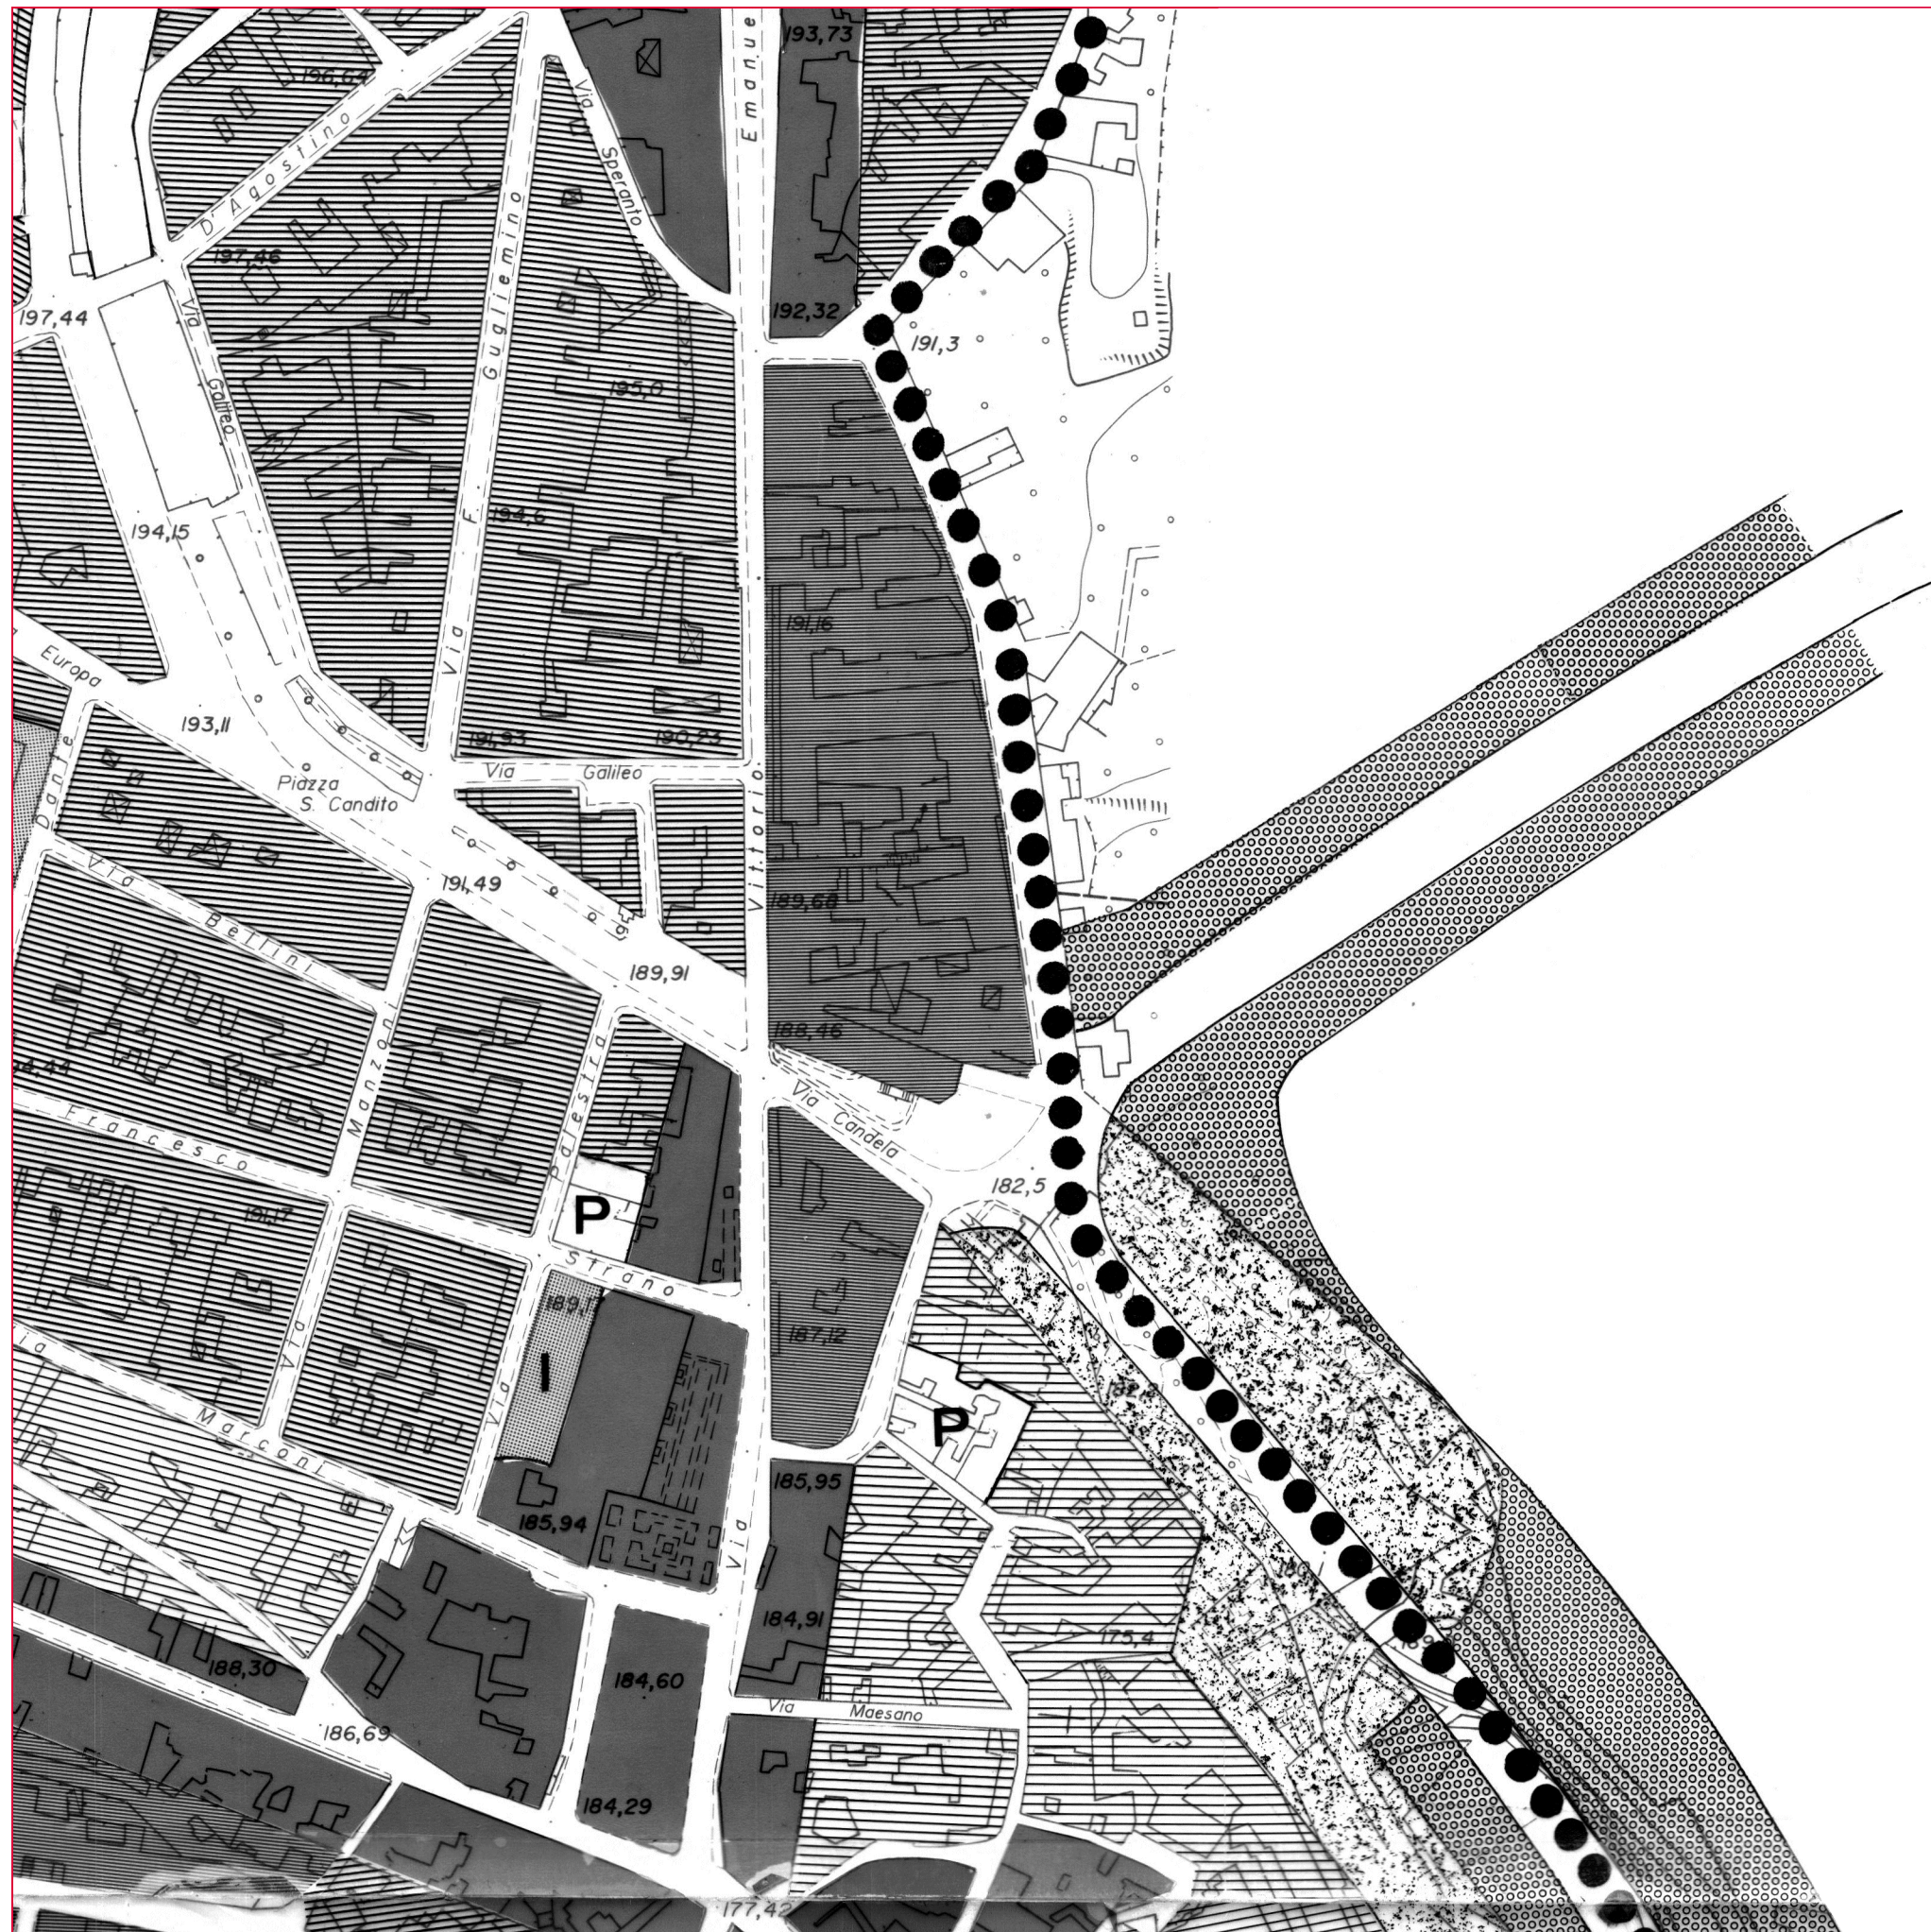 193,73
Emanue
196,64
Via
Speranto
D'Agostino
Guglielmino
197,46
197,44
Via
Galileo
192,32
191,3
195,0
194,6
F.
194,15
191,16
Via
Europa
193,11
191,93
190,23
Dante
Piazza
S. Candito
Via
Galileo
Vittorio
Via
Bellini
191,49
189,68
189,91
188,46
Manzoni
Palestra
Via Candela
Francesco
182,5
P
191,17
Strano
189,1
187,12
I
P
Via
Via
Marconi
185,95
185,94
Via
184,91
175,4
188,30
184,60
Via
Maesano
186,69
184,29
177,42